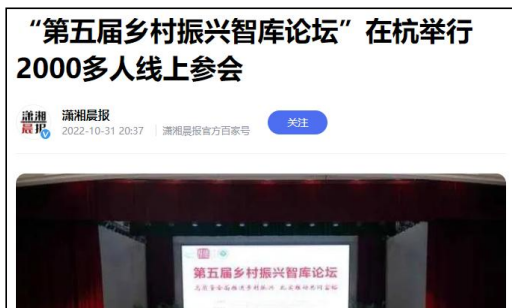 “第五届乡村振兴智库论坛”在杭举行
2000多人线上参会
潇湘晨报
潇湘晨报
2022-10-31 20:37 潇湘晨报官方百家号
关注
第五届乡村振兴智库论坛